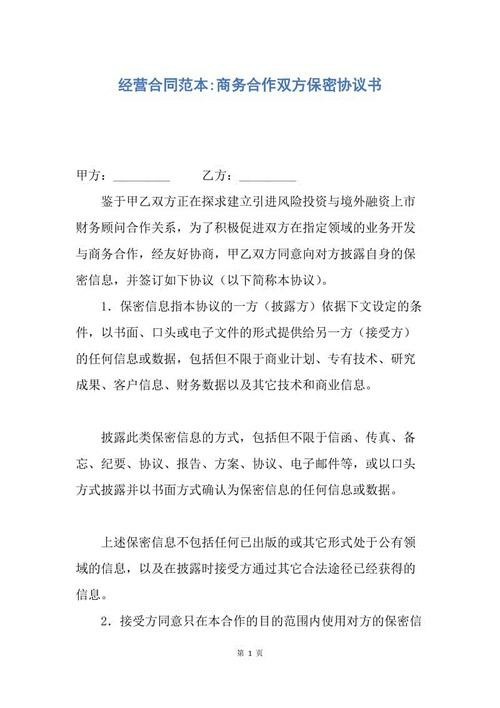 经营合同范本:商务合作双方保密协议书
甲方：_________ 乙方：_________
鉴于甲乙双方正在探求建立引进风险投资与境外融资上市
财务顾问合作关系，为了积极促进双方在指定领域的业务开发
与商务合作，经友好协商，甲乙双方同意向对方披露自身的保
密信息，并签订如下协议（以下简称本协议）。
1．保密信息指本协议的一方（披露方）依据下文设定的条
件，以书面、口头或电子文件的形式提供给另一方（接受方）
的任何信息或数据，包括但不限于商业计划、专有技术、研究
成果、客户信息、财务数据以及其它技术和商业信息。
披露此类保密信息的方式，包括但不限于信函、传真、备
忘、纪要、协议、报告、方案、协议、电子邮件等，或以口头
方式披露并以书面方式确认为保密信息的任何信息或数据。
上述保密信息不包括任何已出版的或其它形式处于公有领
域的信息，以及在披露时接受方通过其它合法途径已经获得的
信息。
2．接受方同意只在本合作的目的范围内使用对方的保密信
第 1 页